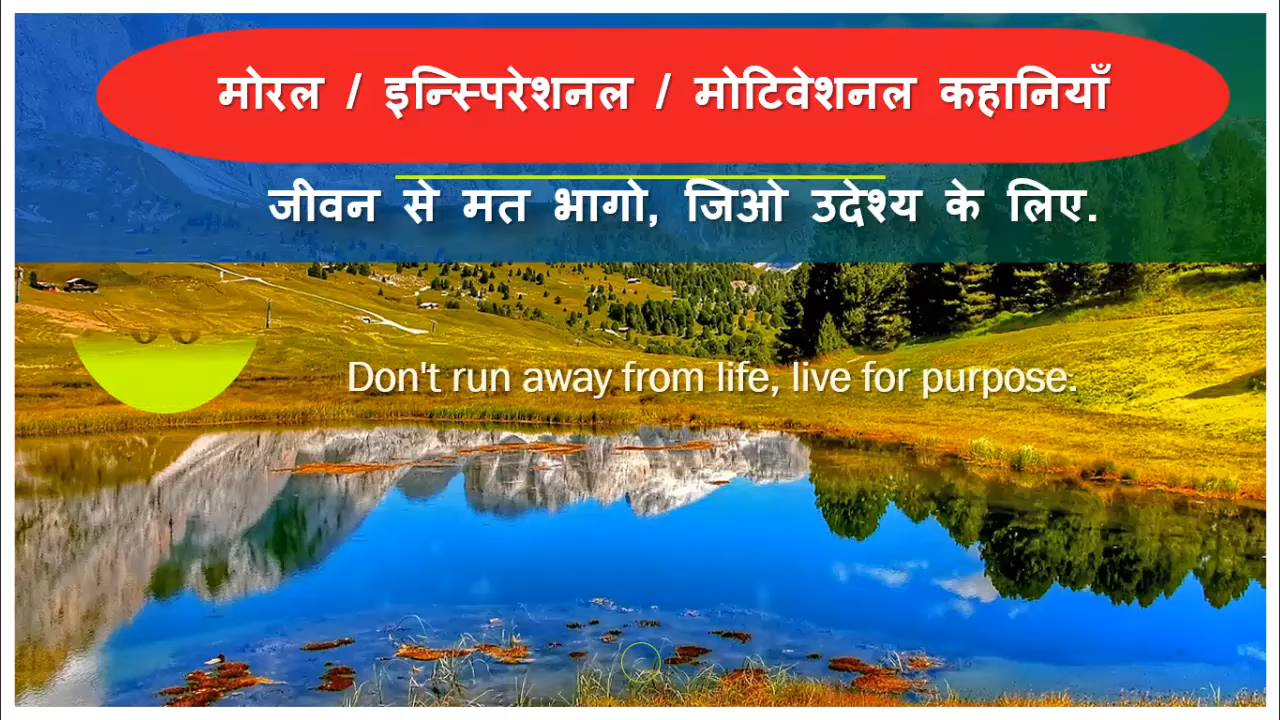 मोरल / इन्स्पिरेशनल / मोटिवेशनल कहानियाँ
जीवन से मत भागो, जिओ उदेश्य के लिए.
Don't run away from life, live for purpose.